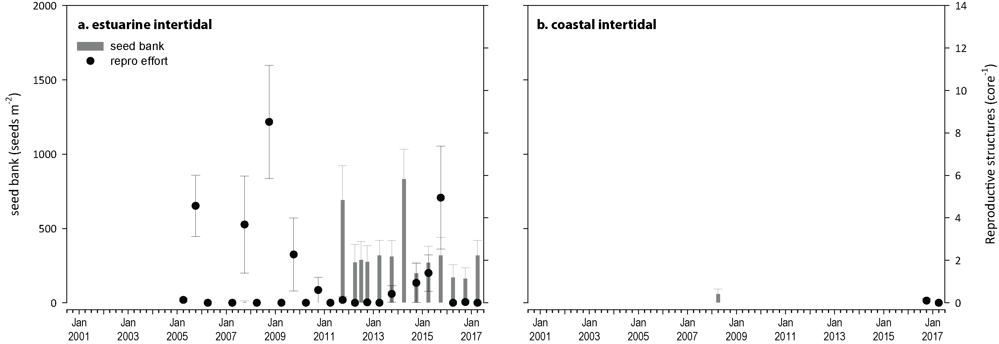 2000
1500
1000
500
0
seed bank (seeds m-2)
a. estuarine intertidal
seed bank
repro effort
Jan Jan Jan Jan Jan Jan Jan Jan Jan
2001 2003 2005 2007 2009 2011 2013 2015 2017
b. coastal intertidal
14
12
10
8
6
4
2
0
Reproductive structures (core-1)
Jan Jan Jan Jan Jan Jan Jan Jan Jan
2001 2003 2005 2007 2009 2011 2013 2015 2017